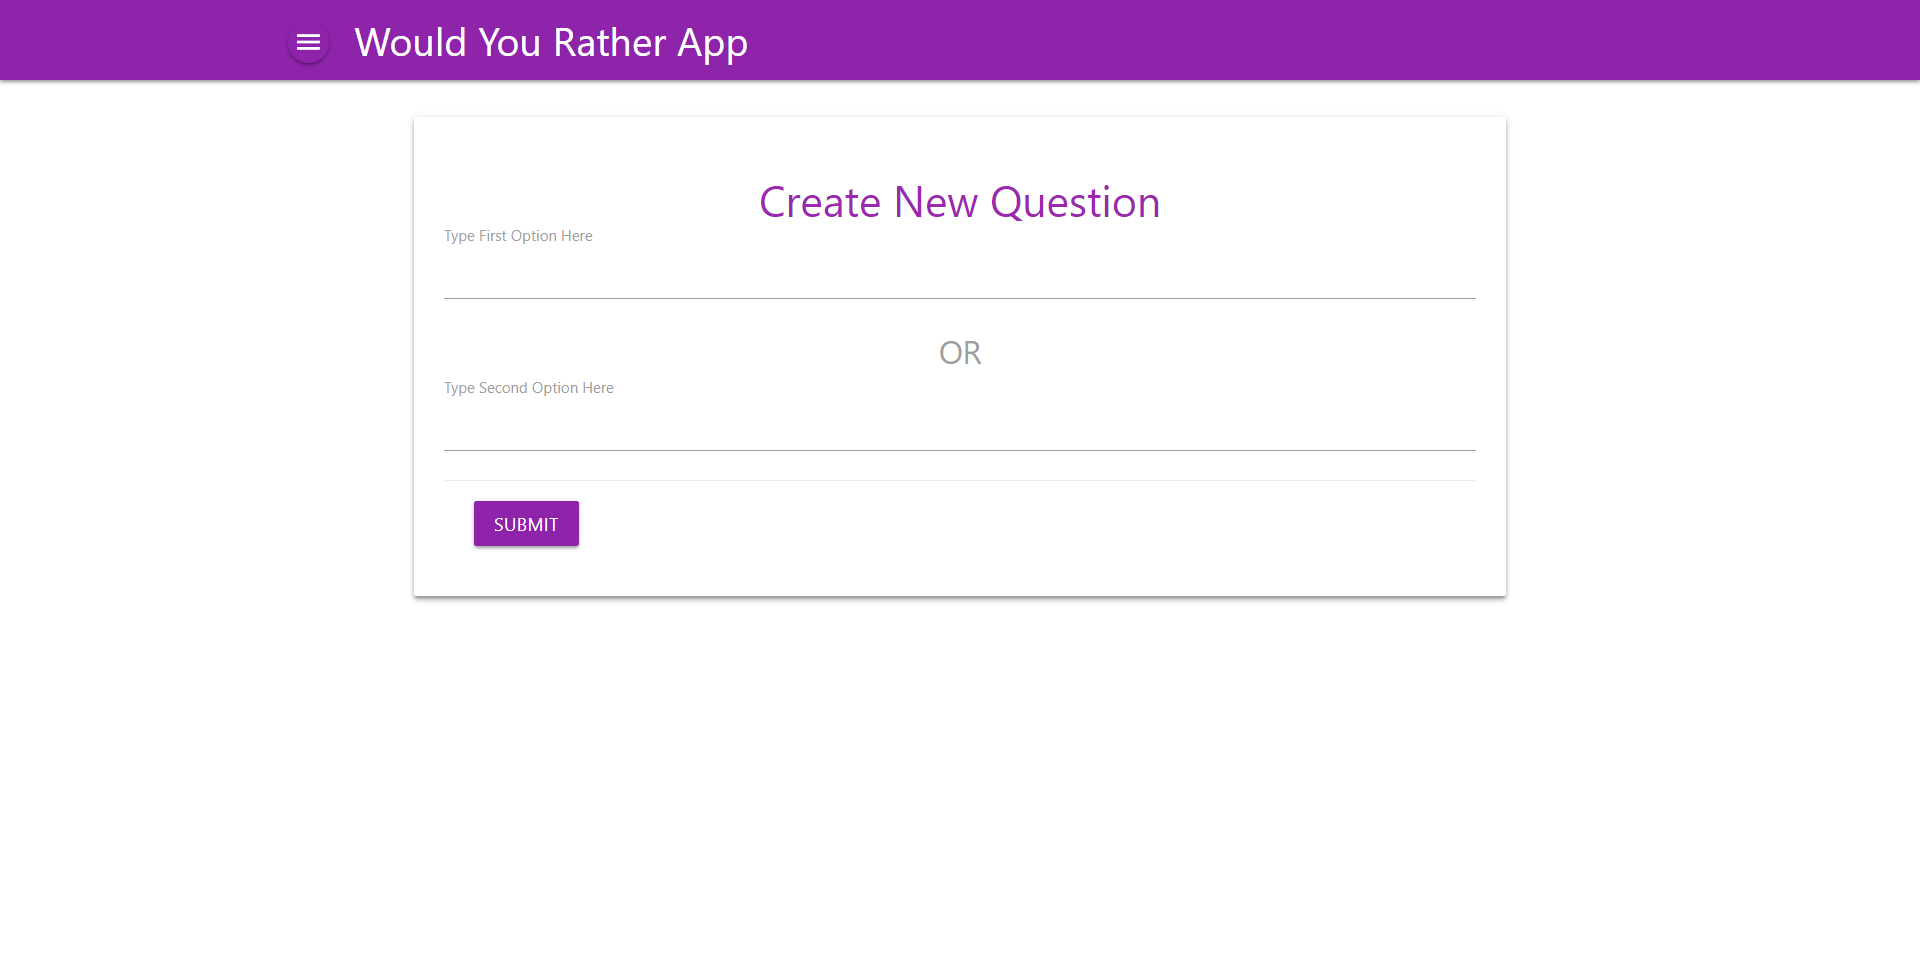 Would You Rather App
Create New Question
Type First Option Here
OR
Type Second Option Here
SUBMIT